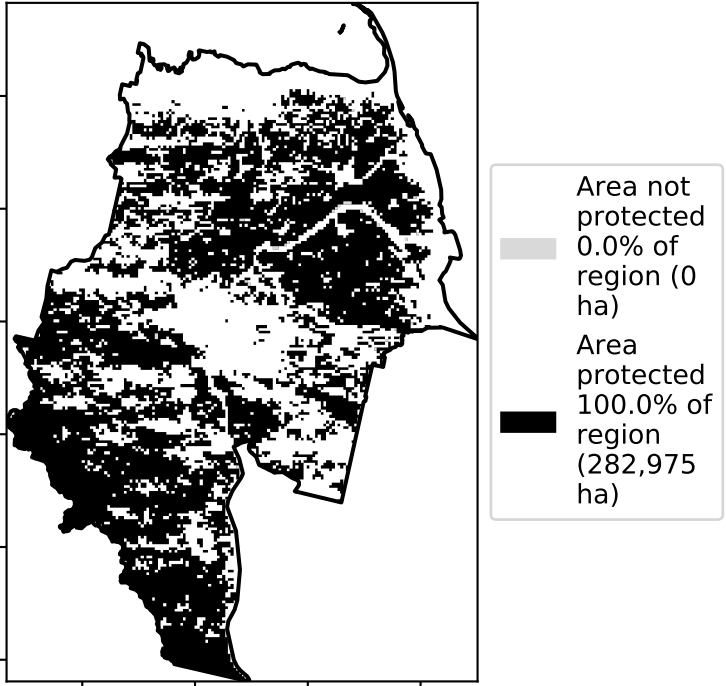 Area not
protected
0.0% of
region (0
ha)
Area
protected
100.0% of
region
(282,975
ha)